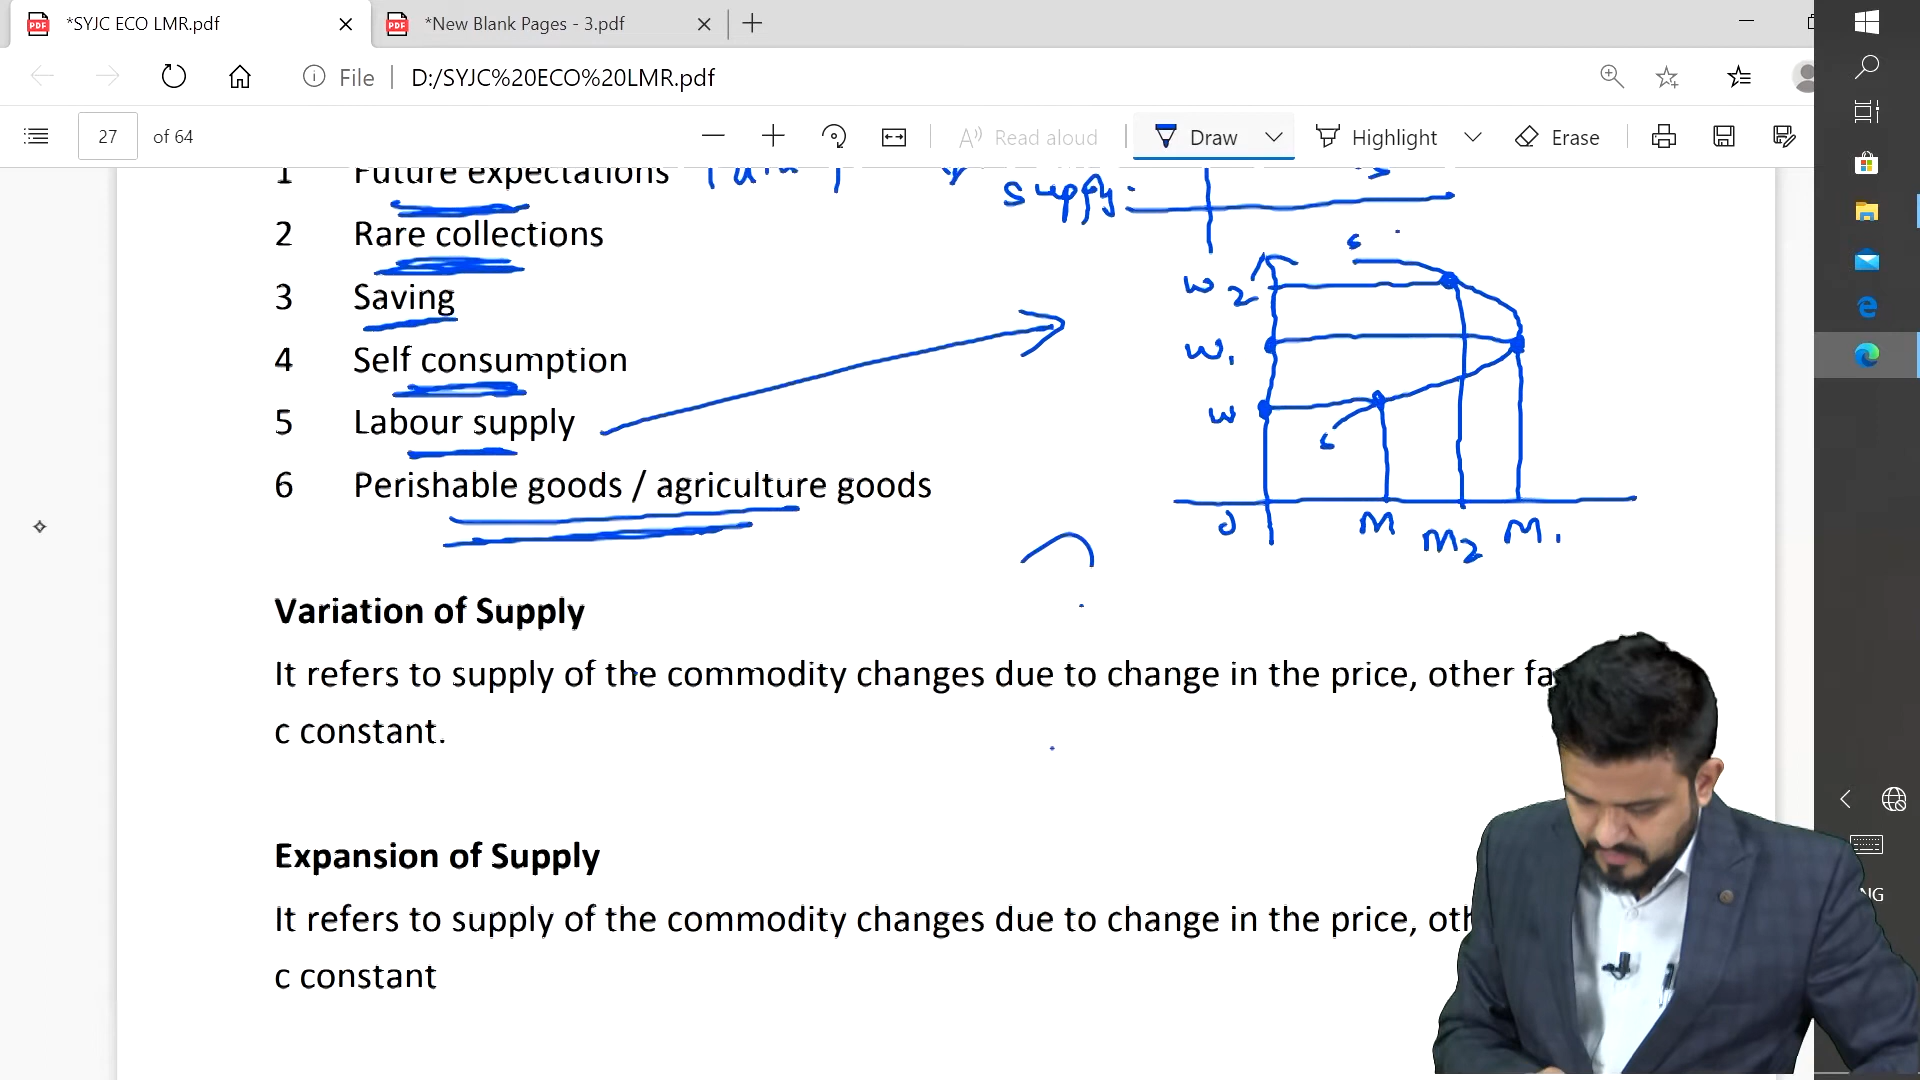 *SYJC ECO LMR.pdf
*New Blank Pages - 3.pdf
File
D:/SYJC%20ECO%20LMR.pdf
27 of 64
Read aloud
Draw
Highlight
Erase
1 Future expectations
supply
2 Rare collections
3 Saving
4 Self consumption
5 Labour supply
6 Perishable goods / agriculture goods
s
W2
W1
W
s
O
M
M2
M1
Variation of Supply
It refers to supply of the commodity changes due to change in the price, other
c constant.
Expansion of Supply
It refers to supply of the commodity changes due to change in the price,
c constant